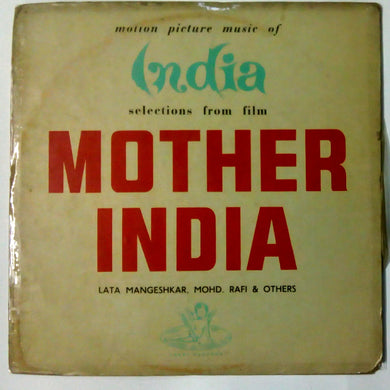 motion picture music of
India
selections from film
MOTHER
INDIA
LATA MANGESHKAR, MOHD. RAFI & OTHERS